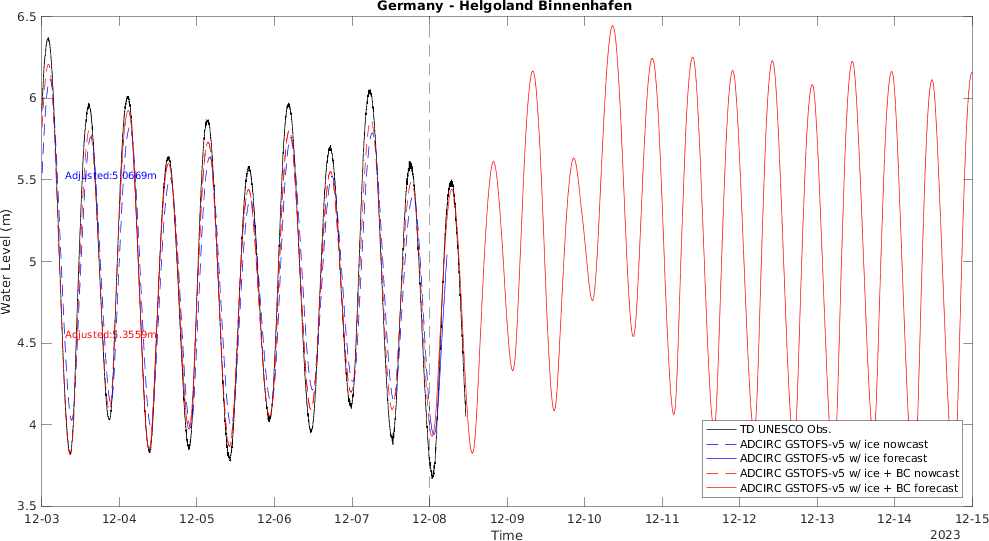 Germany - Helgoland Binnenhafen
6.5
6
5.5
5
4.5
4
3.5
Water Level (m)
Adjusted:5.0669m
Adjusted:5.3559m
TD UNESCO Obs.
ADCIRC GSTOFS-v5 w/ ice nowcast
ADCIRC GSTOFS-v5 w/ ice forecast
ADCIRC GSTOFS-v5 w/ ice + BC nowcast
ADCIRC GSTOFS-v5 w/ ice + BC forecast
12-03 12-04 12-05 12-06 12-07 12-08 12-09 12-10 12-11 12-12 12-13 12-14 12-15
Time
2023